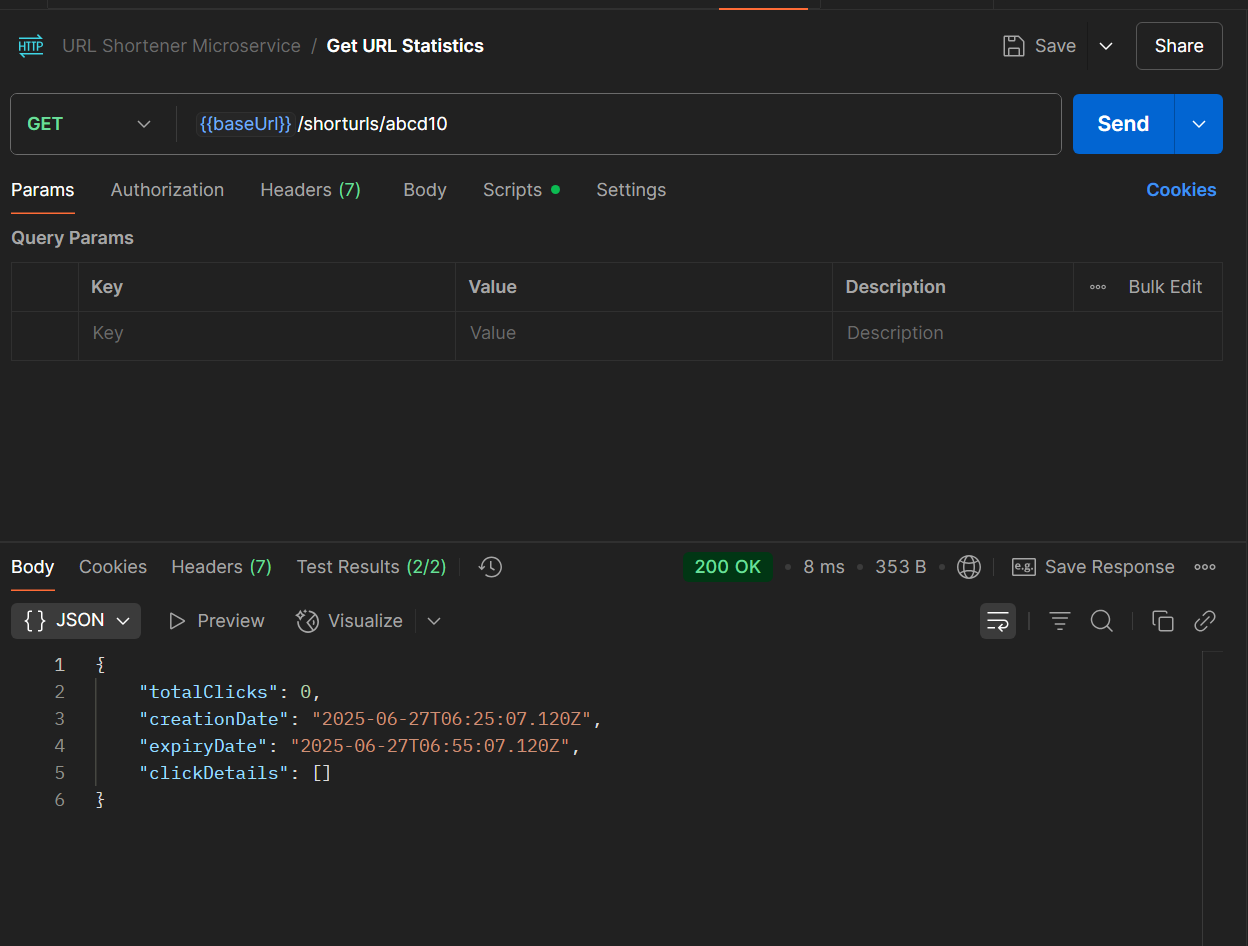 HTTP URL Shortener Microservice / Get URL Statistics Save Share
GET {{baseUrl}} /shorturls/abcd10 Send
Params Authorization Headers (7) Body Scripts Settings Cookies
Query Params
Key Value Description Bulk Edit
Key Value Description
Body Cookies Headers (7) Test Results (2/2) 200 OK • 8 ms • 353 B • e.g. Save Response
{ } JSON Preview Visualize
1 {
2 "totalClicks": 0,
3 "creationDate": "2025-06-27T06:25:07.120Z",
4 "expiryDate": "2025-06-27T06:55:07.120Z",
5 "clickDetails": []
6 }